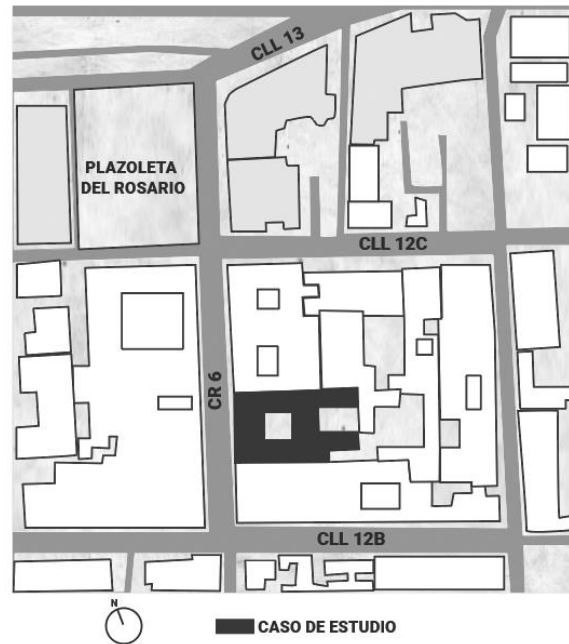 CLL 13
PLAZOLETA
DEL ROSARIO
CLL 12C
CR 6
CLL 12B
N
CASO DE ESTUDIO